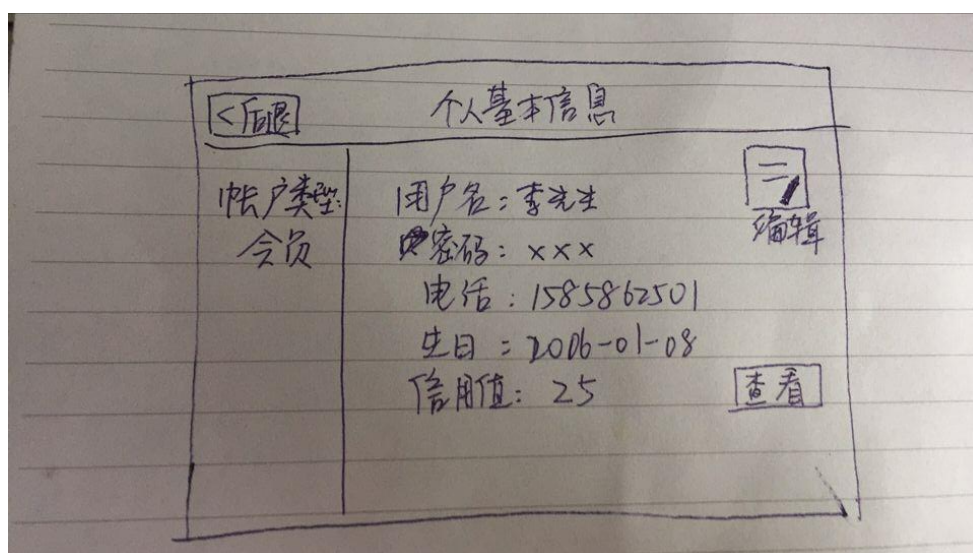 <后退 个人基本信息
帐户类型:
会员
用户名:李先生
密码:×××
电话:1585862501
生日:2006-01-08
信用值:25
编辑
查看